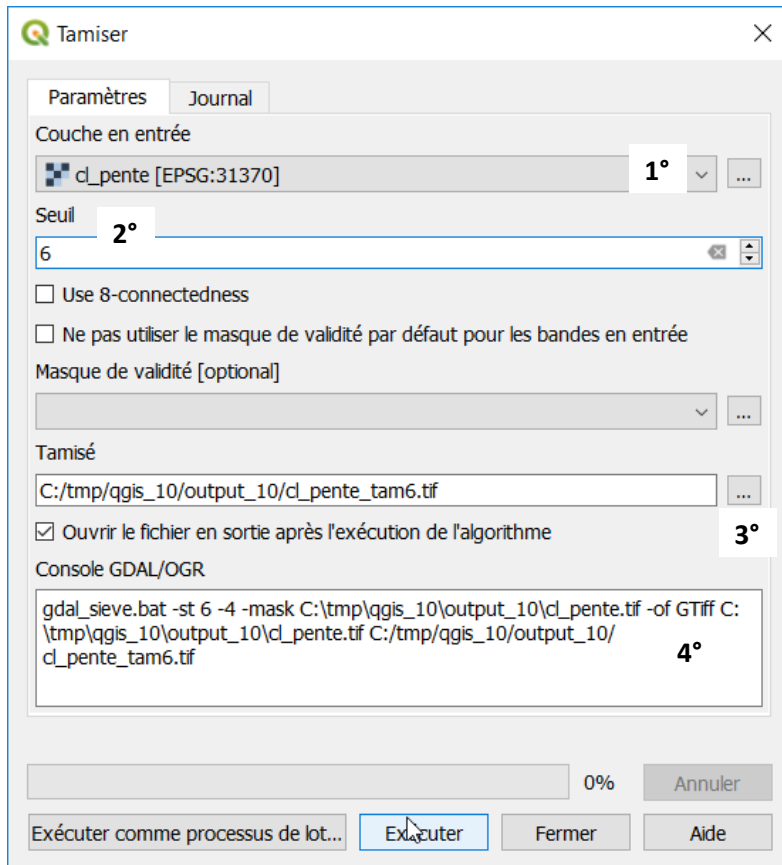 Tamiser
Paramètres Journal
Couche en entrée
cl_pente [EPSG:31370] 1° ...
Seuil 2°
6
Use 8-connectedness
Ne pas utiliser le masque de validité par défaut pour les bandes en entrée
Masque de validité [optional]
...
Tamisé
C:/tmp/qgis_10/output_10/cl_pente_tam6.tif ...
Ouvrir le fichier en sortie après l'exécution de l'algorithme 3°
Console GDAL/OGR
gdal_sieve.bat -st 6 -4 -mask C:\tmp\qgis_10\output_10\cl_pente.tif -of GTiff C:
\tmp\qgis_10\output_10\cl_pente.tif C:/tmp/qgis_10/output_10/
cl_pente_tam6.tif 4°
0% Annuler
Exécuter comme processus de lot... Exécuter Fermer Aide